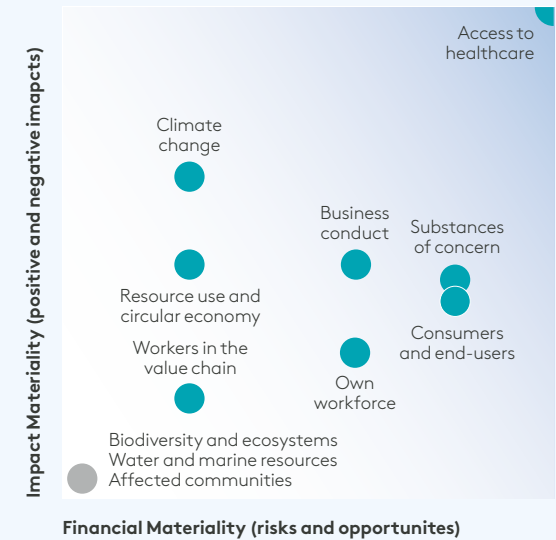 Access to
healthcare
Climate
change
Business
conduct
Substances
of concern
Resource use and
circular economy
Consumers
and end-users
Workers in the
value chain
Own
workforce
Biodiversity and ecosystems
Water and marine resources
Affected communities
Impact Materiality (positive and negative imapcts)
Financial Materiality (risks and opportunites)